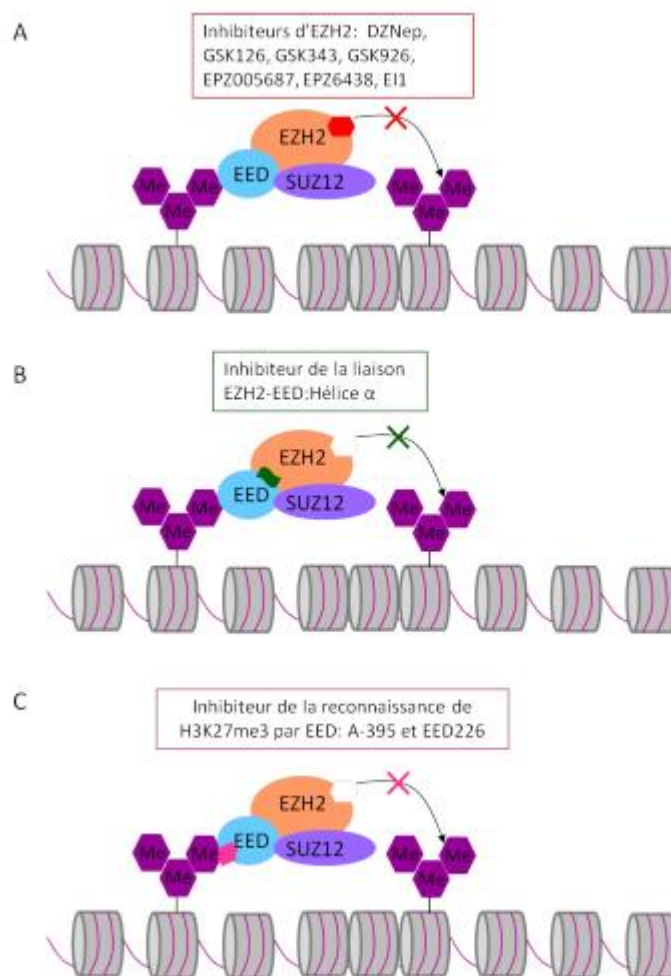 A
Inhibiteurs d'EZH2: DZNep,
GSK126, GSK343, GSK926,
EPZ005687, EPZ6438, EI1
EZH2
EED
SUZ12
Me
Me
Me
Me
Me
Me
B
Inhibiteur de la liaison
EZH2-EED:Hélice α
EZH2
EED
SUZ12
Me
Me
Me
Me
Me
Me
C
Inhibiteur de la reconnaissance de
H3K27me3 par EED: A-395 et EED226
EZH2
EED
SUZ12
Me
Me
Me
Me
Me
Me